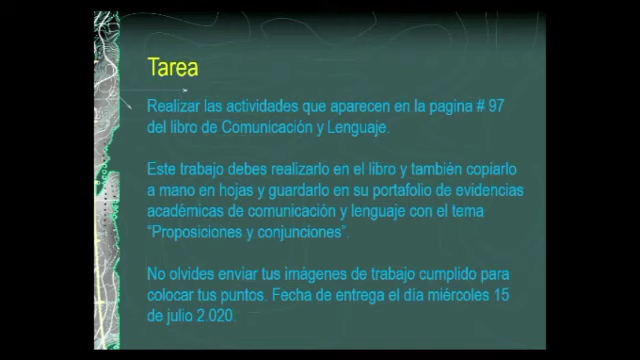 Tarea
Realizar las actividades que aparecen en la pagina # 97
del libro de Comunicación y Lenguaje.
Este trabajo debes realizarlo en el libro y también copiarlo
a mano en hojas y guardarlo en su portafolio de evidencias
académicas de comunicación y lenguaje con el tema
“Proposiciones y conjunciones”.
No olvides enviar tus imágenes de trabajo cumplido para
colocar tus puntos. Fecha de entrega el día miércoles 15
de julio 2.020.